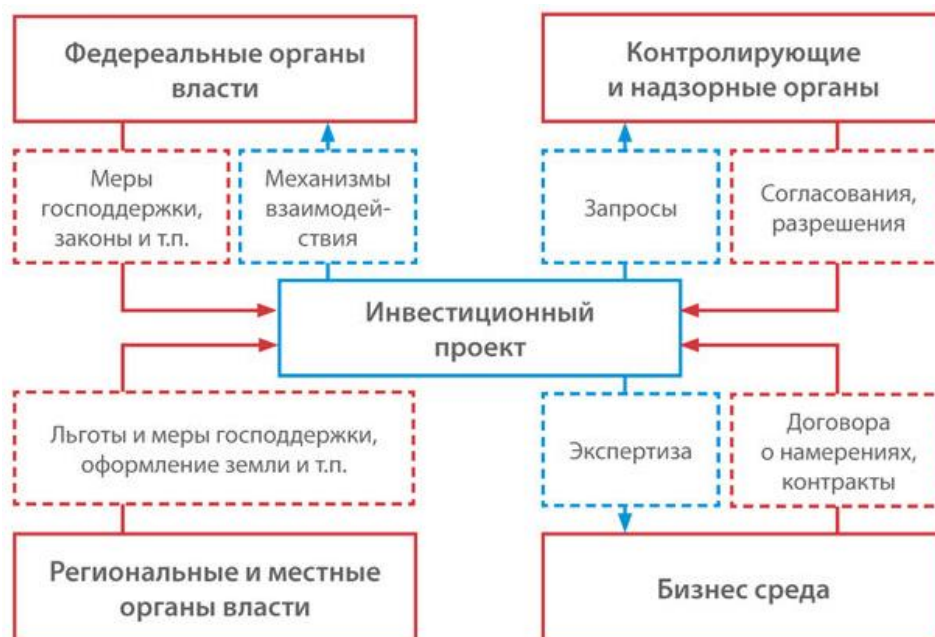 Федереальные органы
власти
Контролирующие
и надзорные органы
Меры
господдержки,
законы и т.п.
Механизмы
взаимодей-
ствия
Запросы
Согласования,
разрешения
Инвестиционный
проект
Льготы и меры господдержки,
оформление земли и т.п.
Экспертиза
Договора
о намерениях,
контракты
Региональные и местные
органы власти
Бизнес среда